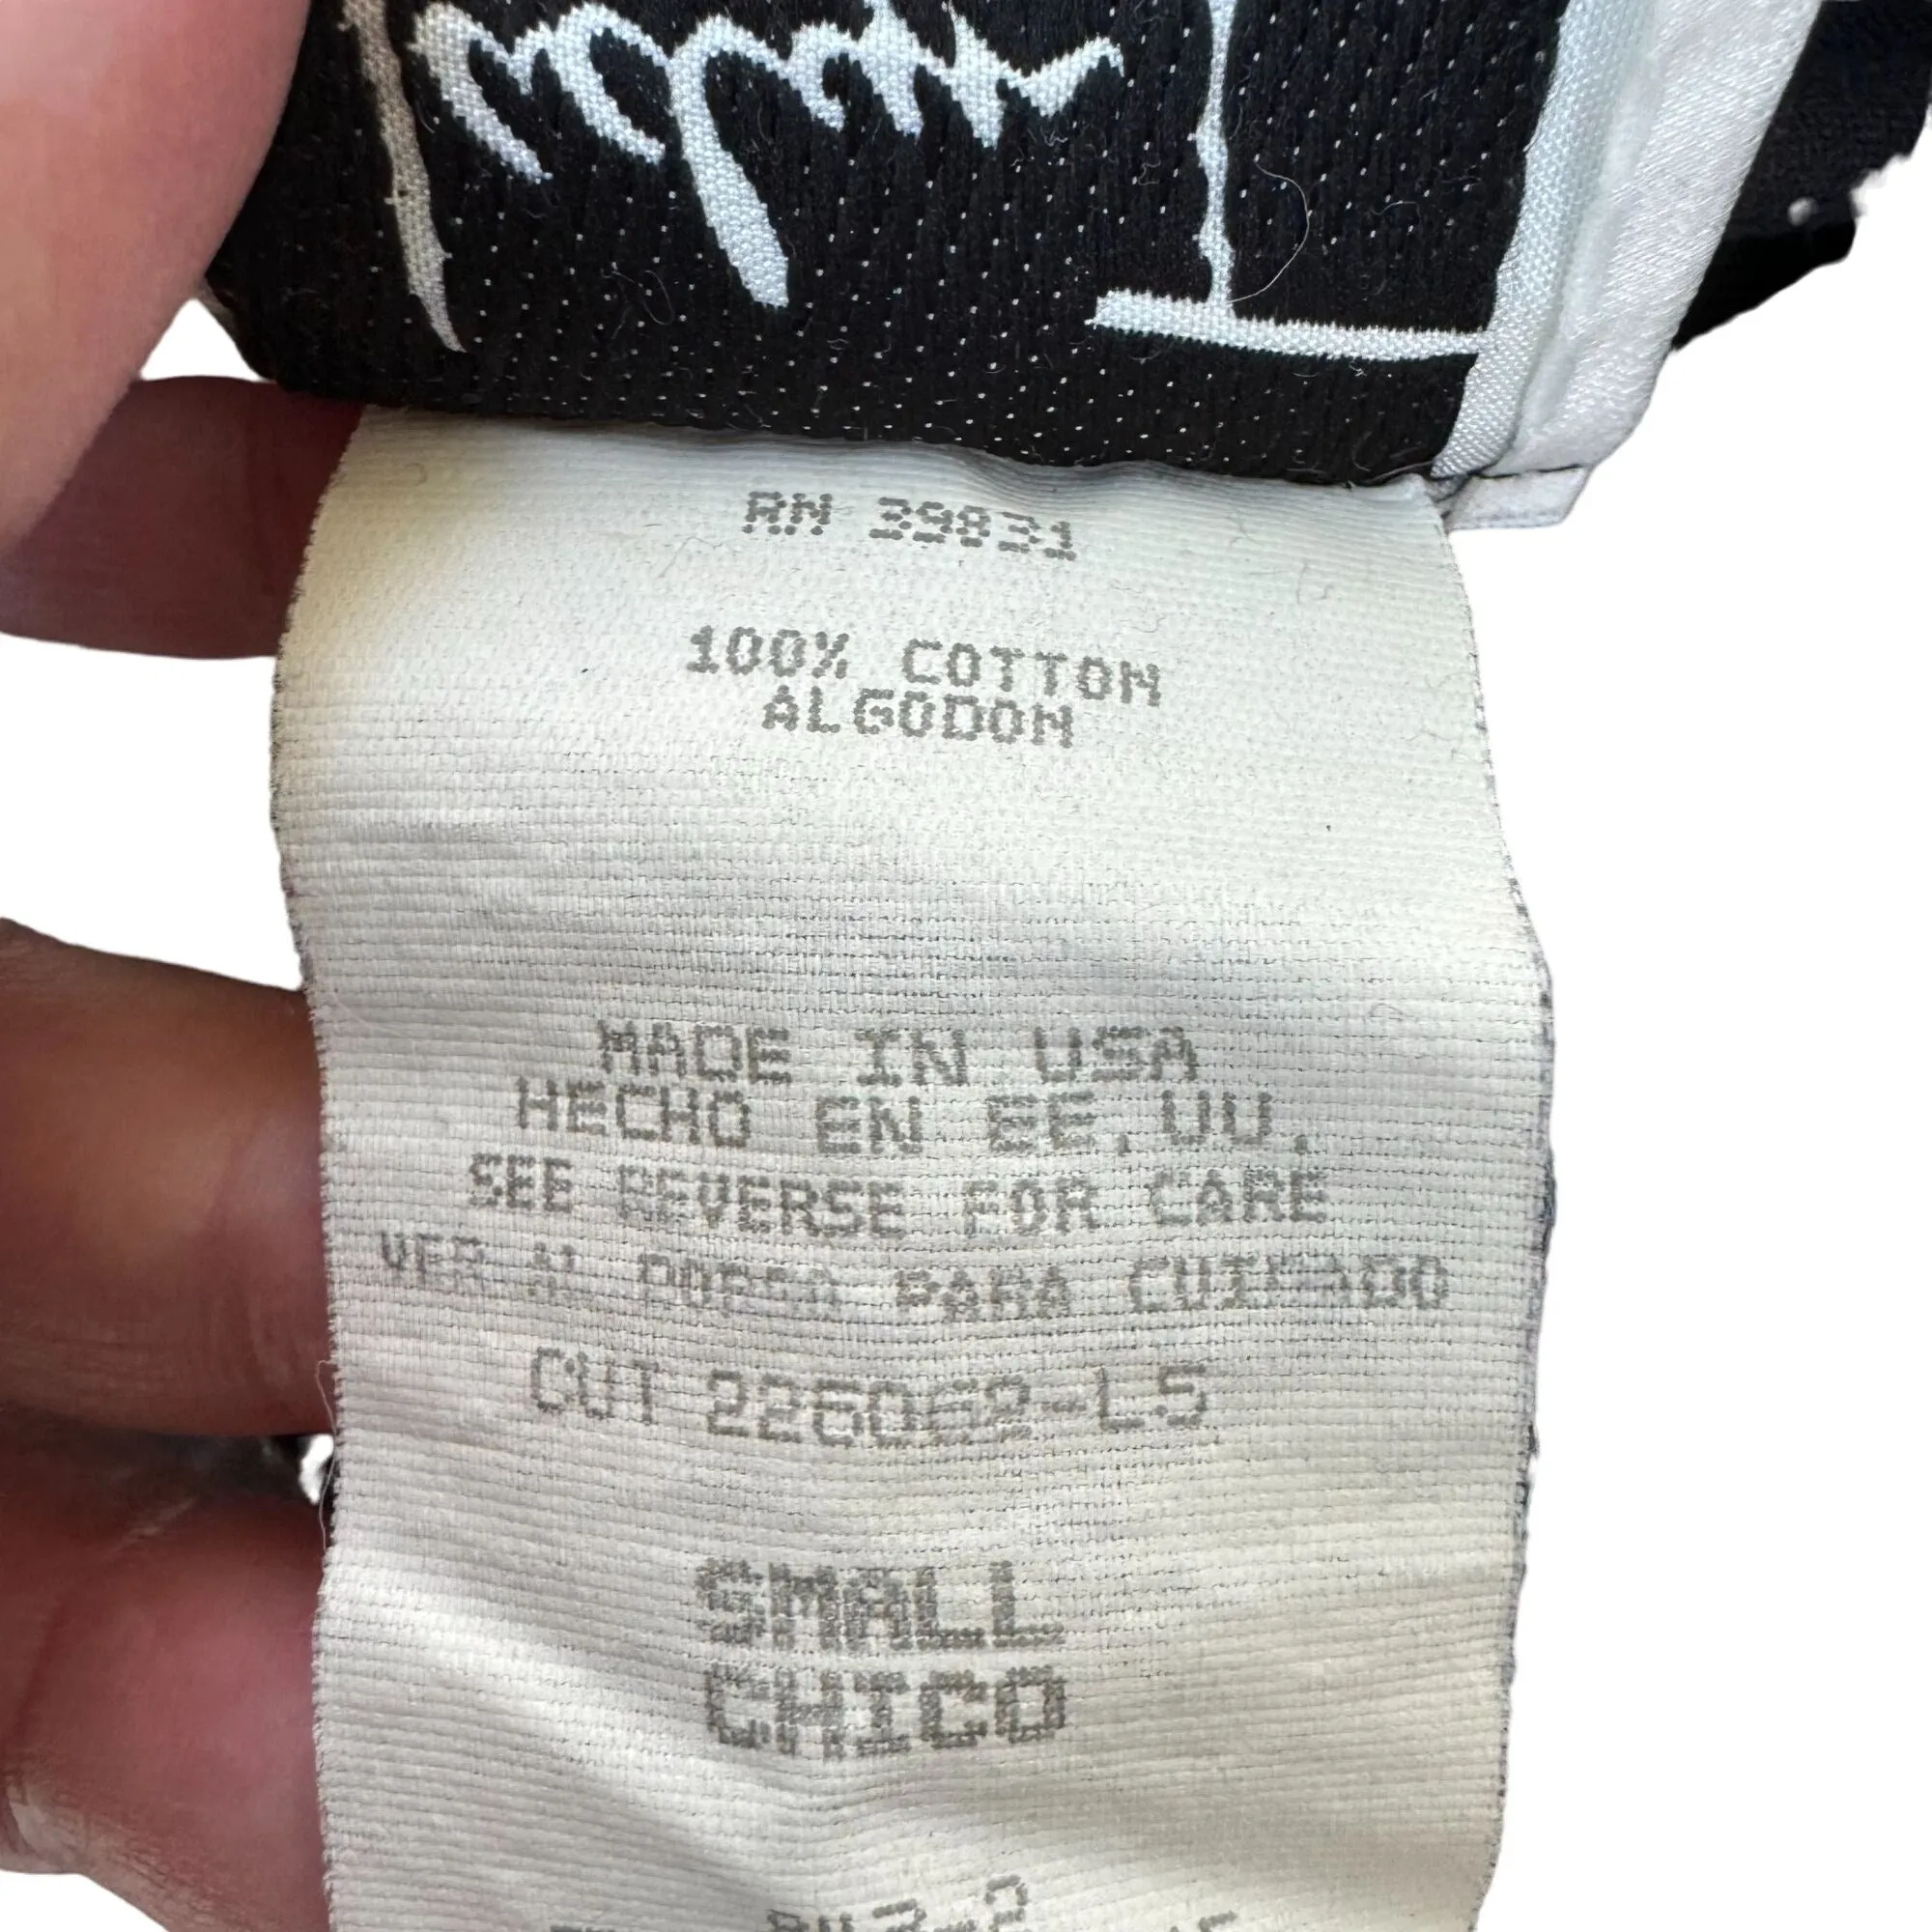 RN 39831
100% COTTON
ALGODON
MADE IN USA
HECHO EN EE.UU.
SEE REVERSE FOR CARE
PARA CUIDADO
CUT 226062-L5
SMALL
CHICO